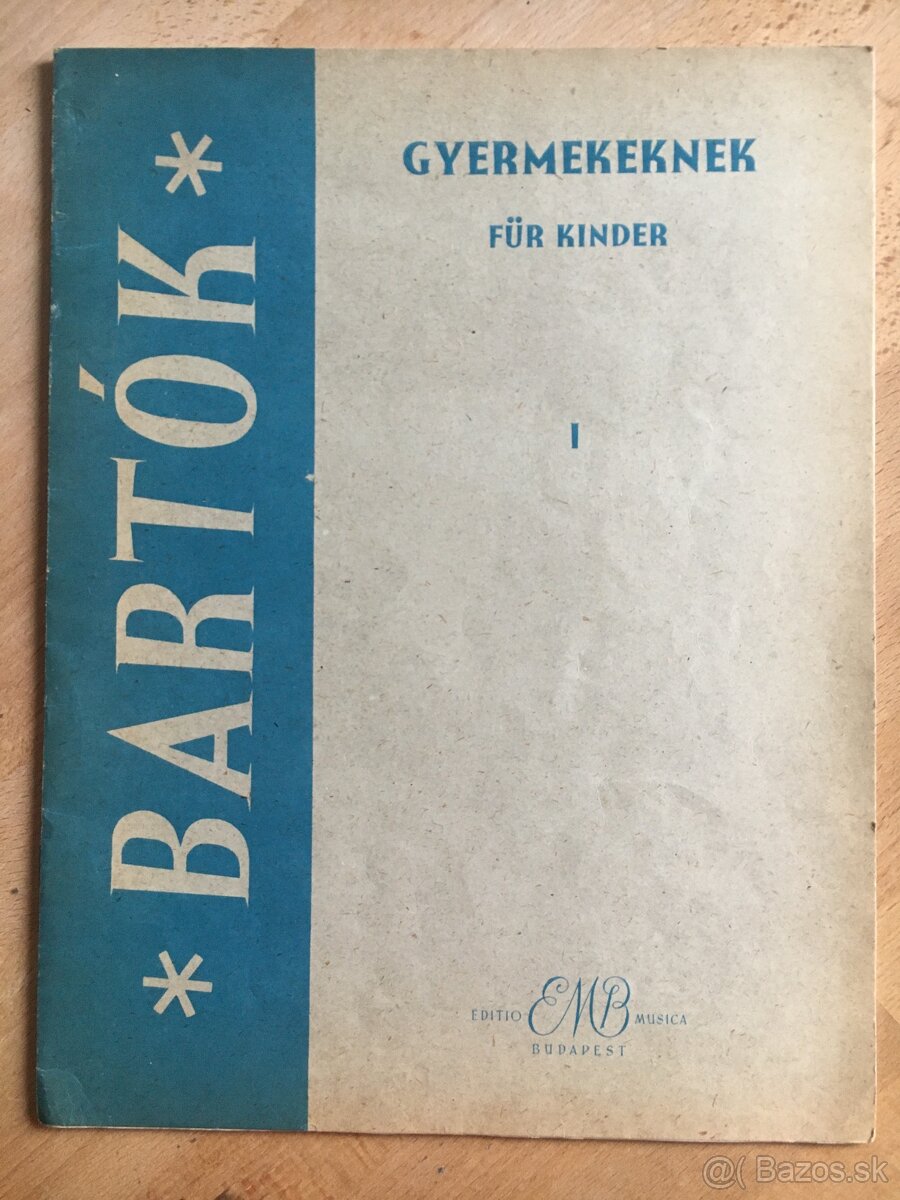 * BARTÓK *
GYERMEKEKNEK
FÜR KINDER
I
EDITIO EMB MUSICA
BUDAPEST
@( Bazos.sk